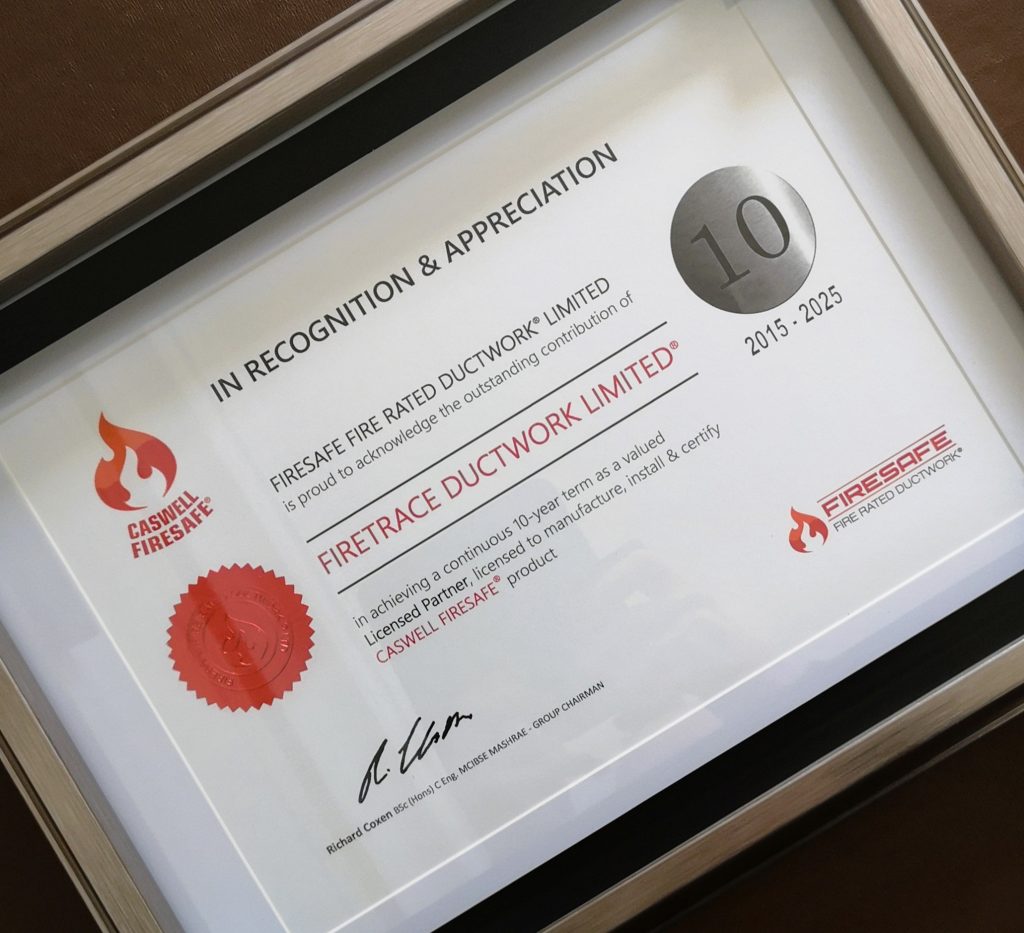 IN RECOGNITION & APPRECIATION
10
2015 - 2025
FIRESAFE FIRE RATED DUCTWORK® LIMITED
is proud to acknowledge the outstanding contribution of
FIRETRACE DUCTWORK LIMITED®
in achieving a continuous 10-year term as a valued
Licensed Partner, licensed to manufacture, install & certify
CASWELL FIRESAFE® product
CASWELL
FIRESAFE®
FIRESAFE
FIRE RATED DUCTWORK®
Richard Coxen BSc (Hons) C Eng. MCIBSE MASHRAE - GROUP CHAIRMAN